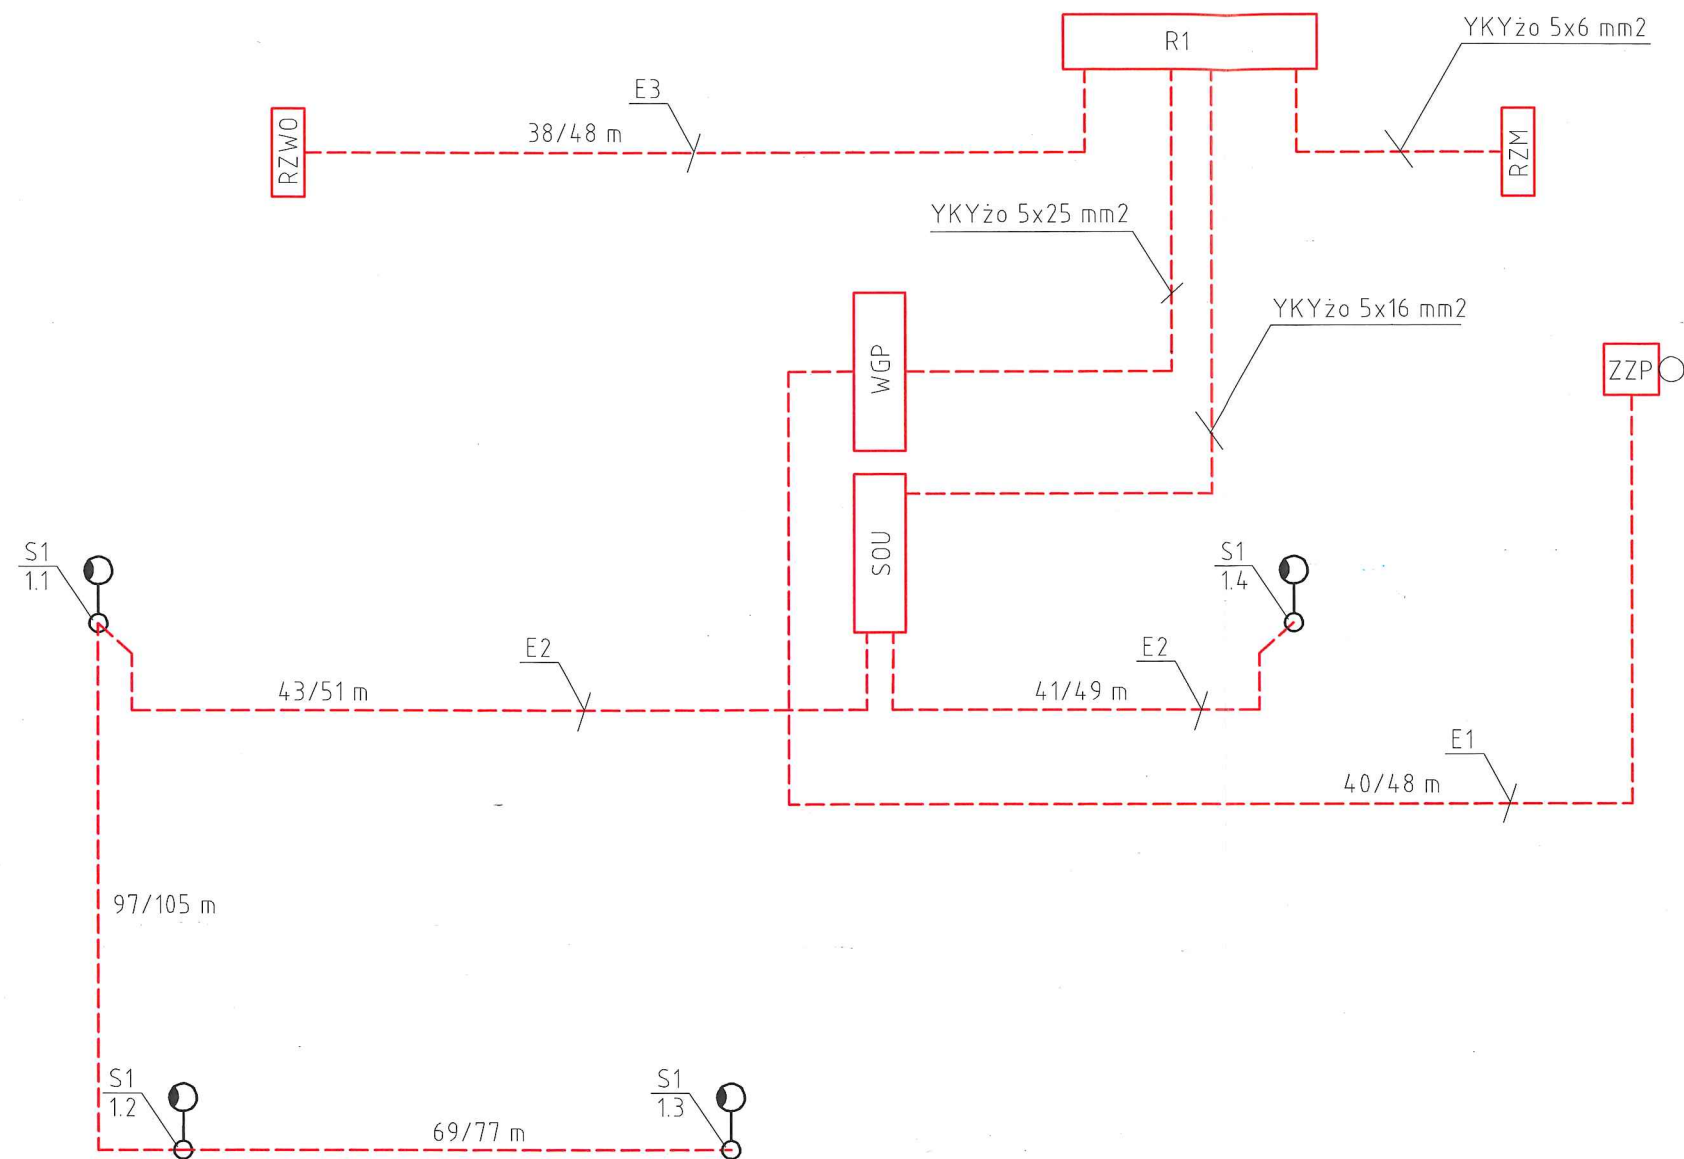 R1
YKYżo 5x6 mm2
E3
38/48 m
RZWO
RZM
YKYżo 5x25 mm2
YKYżo 5x16 mm2
WGP
ZZP
SOU
S1
1.1
S1
1.4
E2
43/51 m
E2
41/49 m
E1
40/48 m
97/105 m
S1
1.2
S1
1.3
69/77 m